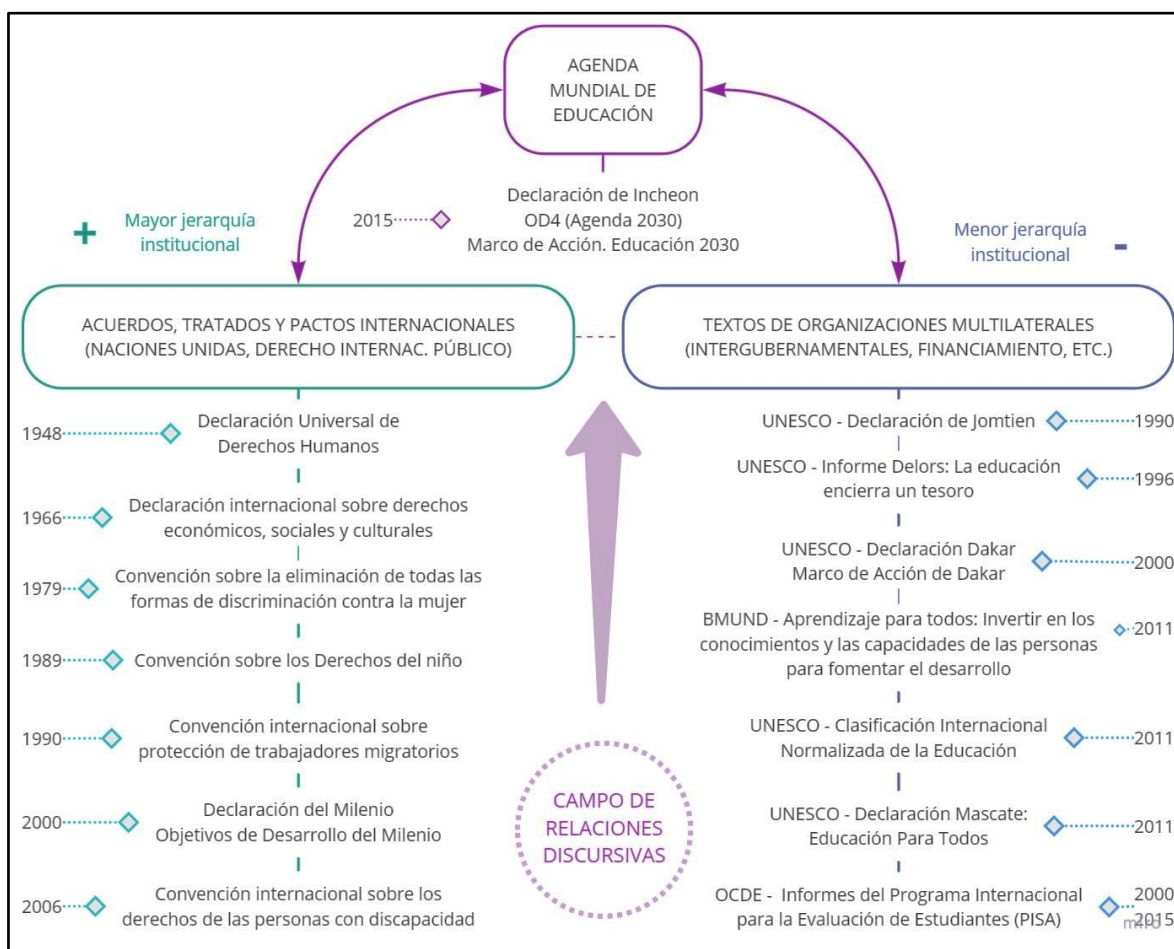 AGENDA
MUNDIAL DE
EDUCACIÓN
2015
Declaración de Incheon
OD4 (Agenda 2030)
Marco de Acción. Educación 2030
+
Mayor jerarquía
institucional
Menor jerarquía
institucional
-
ACUERDOS, TRATADOS Y PACTOS INTERNACIONALES
(NACIONES UNIDAS, DERECHO INTERNAC. PÚBLICO)
TEXTOS DE ORGANIZACIONES MULTILATERALES
(INTERGUBERNAMENTALES, FINANCIAMIENTO, ETC.)
1948
Declaración Universal de
Derechos Humanos
1966
Declaración internacional sobre derechos
económicos, sociales y culturales
1979
Convención sobre la eliminación de todas las
formas de discriminación contra la mujer
1989
Convención sobre los Derechos del niño
1990
Convención internacional sobre
protección de trabajadores migratorios
2000
Declaración del Milenio
Objetivos de Desarrollo del Milenio
2006
Convención internacional sobre los
derechos de las personas con discapacidad
CAMPO DE
RELACIONES
DISCURSIVAS
UNESCO - Declaración de Jomtien
1990
UNESCO - Informe Delors: La educación
encierra un tesoro
1996
UNESCO - Declaración Dakar
Marco de Acción de Dakar
2000
BMUND - Aprendizaje para todos: Invertir en los
conocimientos y las capacidades de las personas
para fomentar el desarrollo
2011
UNESCO - Clasificación Internacional
Normalizada de la Educación
2011
UNESCO - Declaración Mascate:
Educación Para Todos
2011
OCDE - Informes del Programa Internacional
para la Evaluación de Estudiantes (PISA)
2000
2015
miro